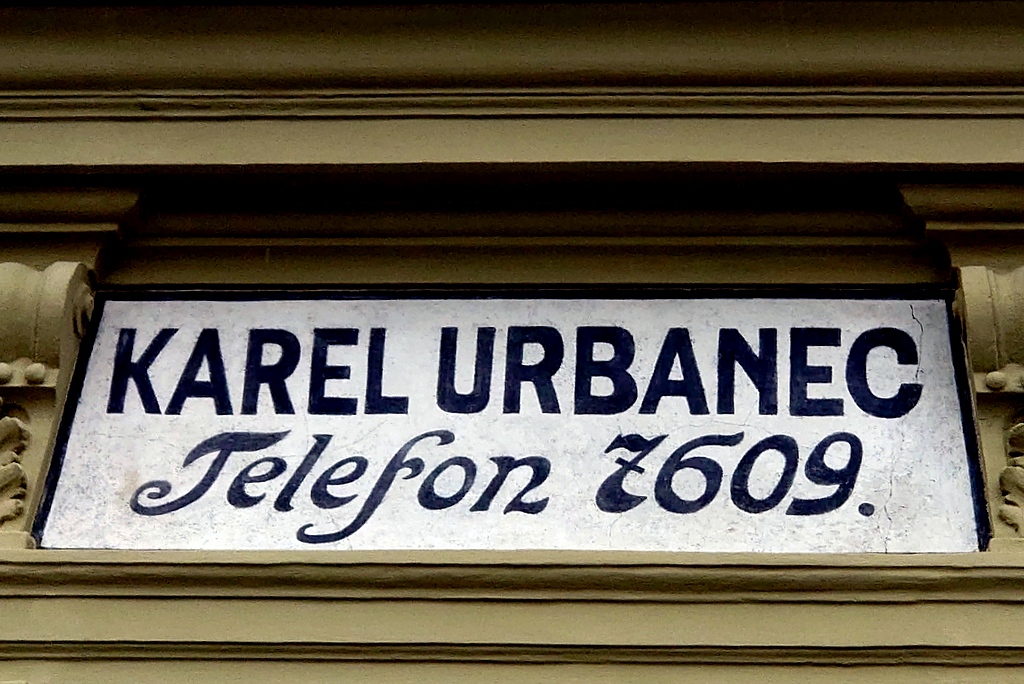 KAREL URBANEC
Telefon 7609.